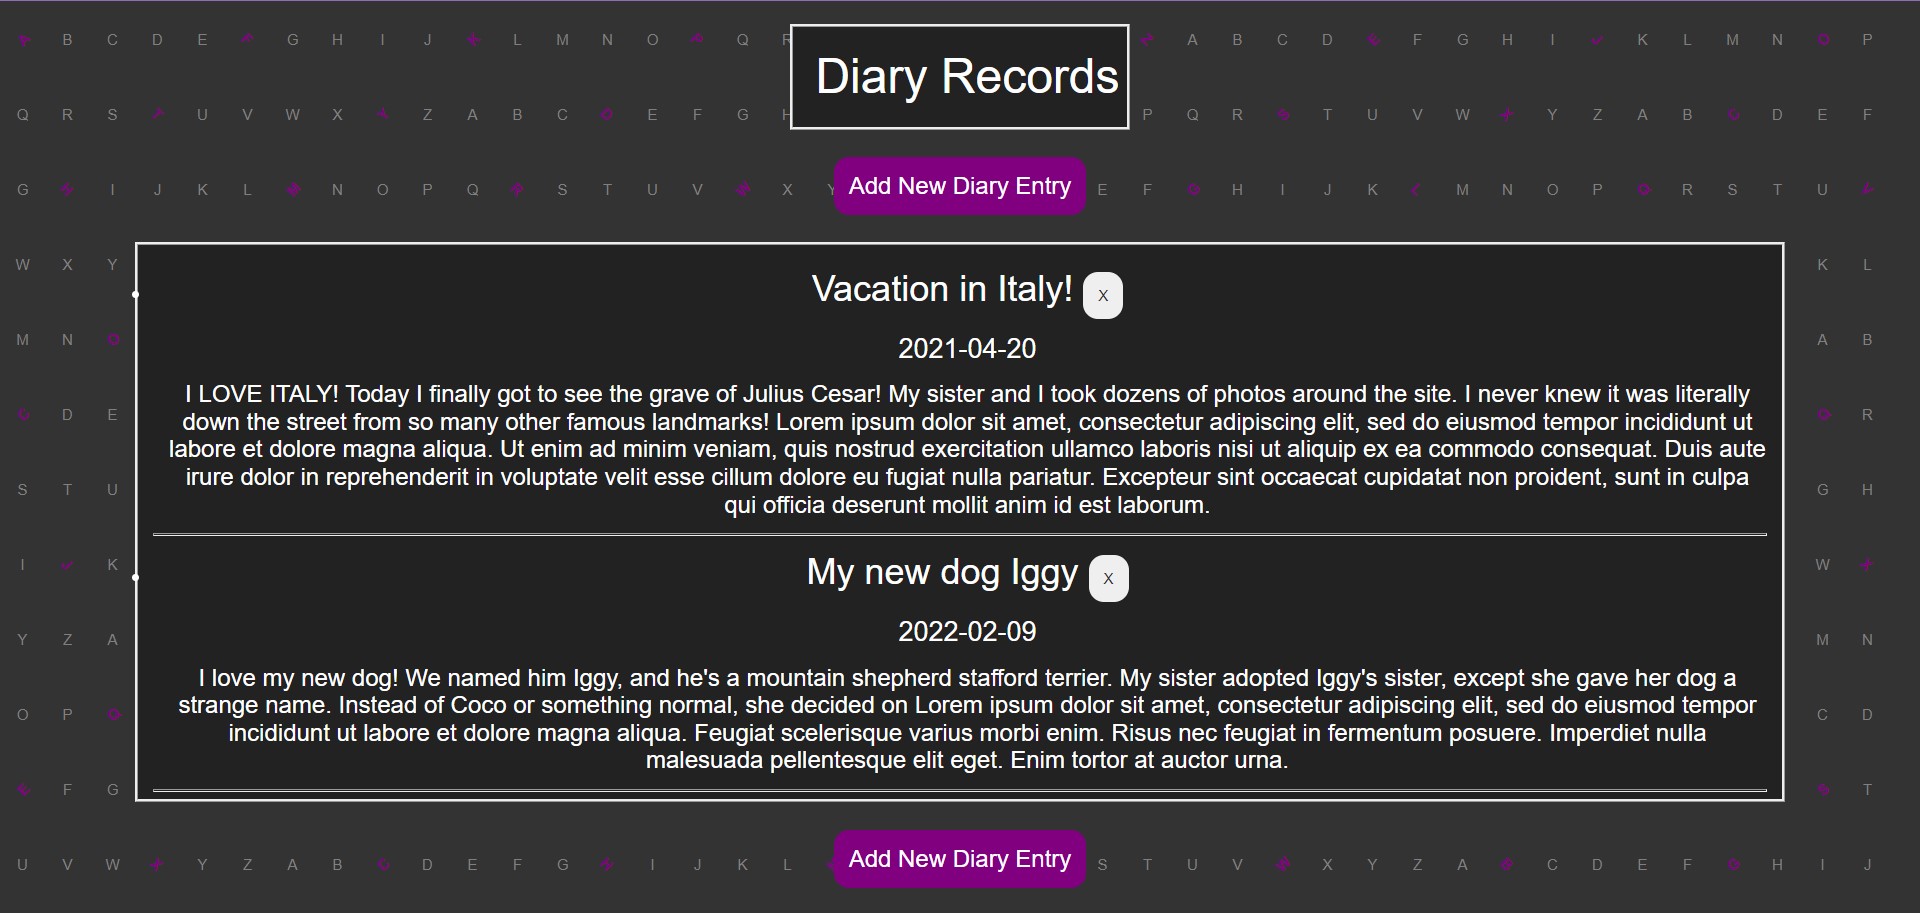 B C D E G H I J L M N O Q R A B C D F G H I K L M N P
Diary Records
Q R S U V W X Z A B C E F G H P Q R T U V W Y Z A B D E F
G I J K L N O P Q S T U V X Y Add New Diary Entry E F H I J K M N O P R S T U
W X Y K L
Vacation in Italy! X
M N A B
2021-04-20
I LOVE ITALY! Today I finally got to see the grave of Julius Cesar! My sister and I took dozens of photos around the site. I never knew it was literally
D E R
down the street from so many other famous landmarks! Lorem ipsum dolor sit amet, consectetur adipiscing elit, sed do eiusmod tempor incididunt ut
labore et dolore magna aliqua. Ut enim ad minim veniam, quis nostrud exercitation ullamco laboris nisi ut aliquip ex ea commodo consequat. Duis aute
irure dolor in reprehenderit in voluptate velit esse cillum dolore eu fugiat nulla pariatur. Excepteur sint occaecat cupidatat non proident, sunt in culpa
S T U G H
qui officia deserunt mollit anim id est laborum.
I K W
My new dog Iggy X
2022-02-09
Y Z A M N
I love my new dog! We named him Iggy, and he's a mountain shepherd stafford terrier. My sister adopted Iggy's sister, except she gave her dog a
strange name. Instead of Coco or something normal, she decided on Lorem ipsum dolor sit amet, consectetur adipiscing elit, sed do eiusmod tempor
O P C D
incididunt ut labore et dolore magna aliqua. Feugiat scelerisque varius morbi enim. Risus nec feugiat in fermentum posuere. Imperdiet nulla
malesuada pellentesque elit eget. Enim tortor at auctor urna.
F G T
U V W Y Z A B D E F G I J K L Add New Diary Entry S T U V X Y Z A C D E F H I J